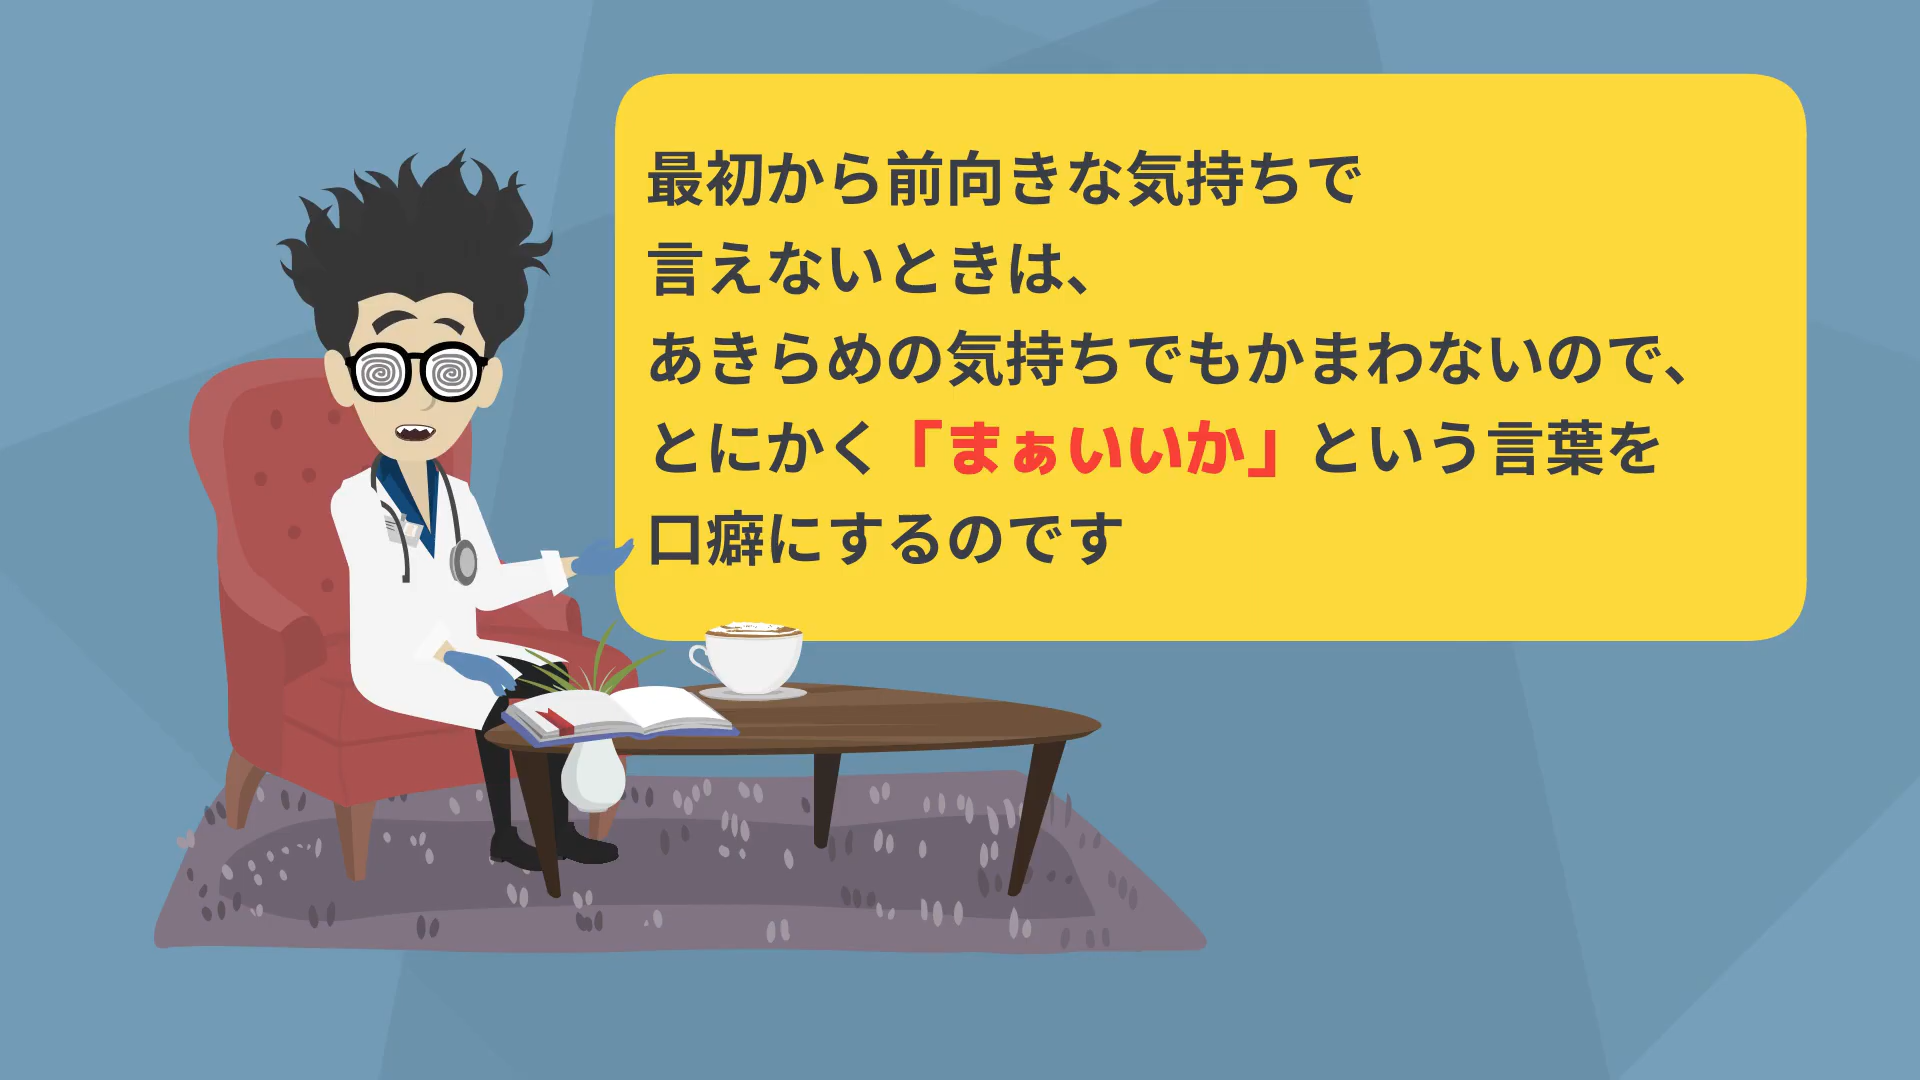 最初から前向きな気持ちで
言えないときは、
あきらめの気持ちでもかまわないので、
とにかく「まぁいいか」という言葉を
口癖にするのです